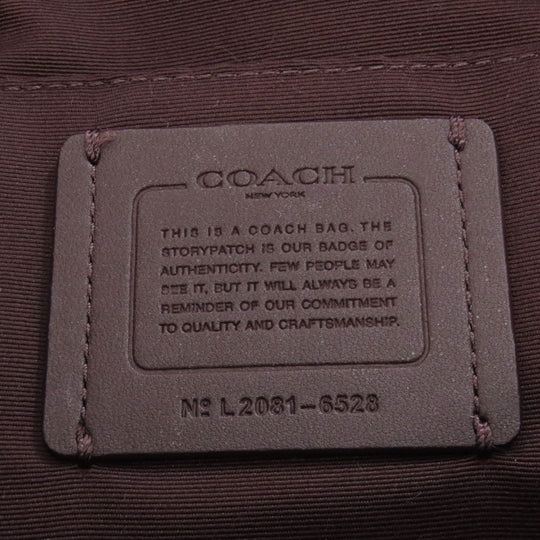 COACH
NEW YORK
THIS IS A COACH BAG. THE
STORYPATCH IS OUR BADGE OF
AUTHENTICITY. FEW PEOPLE MAY
SEE IT, BUT IT WILL ALWAYS BE A
REMINDER OF OUR COMMITMENT
TO QUALITY AND CRAFTSMANSHIP.
Nº L2081-6528